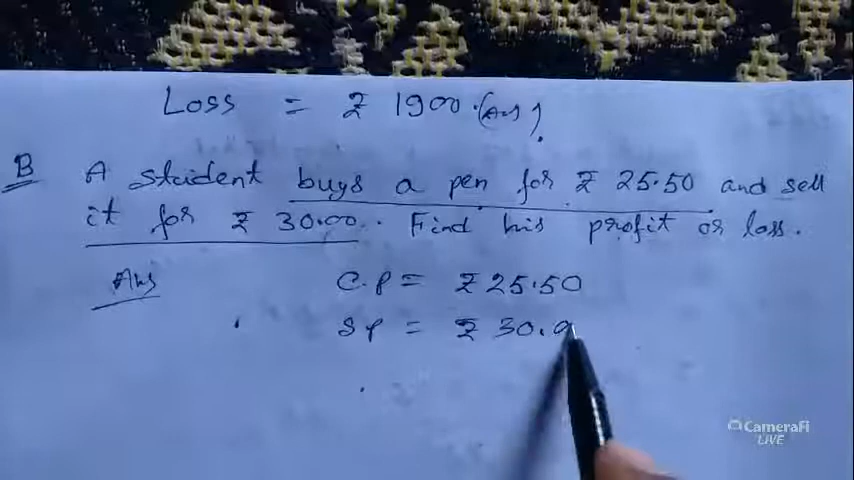 Loss = ₹ 1900.(Ans).
B A student buys a pen for ₹ 25.50 and sell
it for ₹ 30.00. Find his profit or loss.
Ans C.P = ₹ 25.50
SP = ₹ 30.0
CameraFi
LIVE